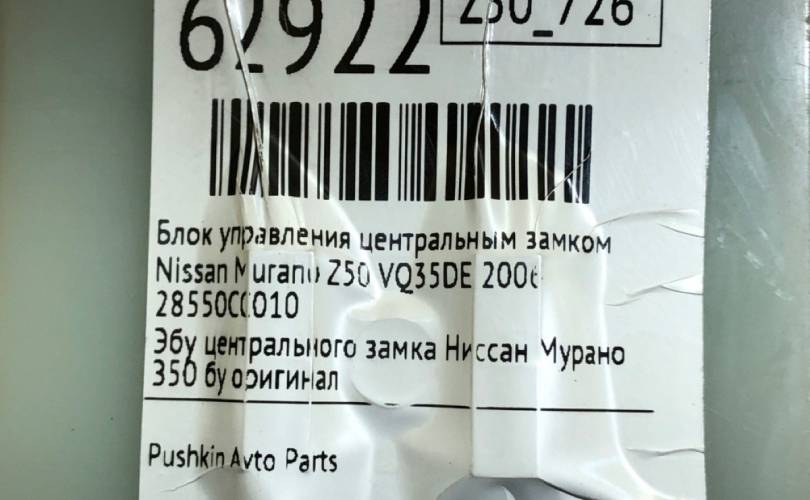 62922
Z50_726
Блок управления центральным замком
Nissan Murano Z50 VQ35DE 2006
28550CC010
Эбу центрального замка Ниссан Мурано
350 бу оригинал
Pushkin Avto Parts